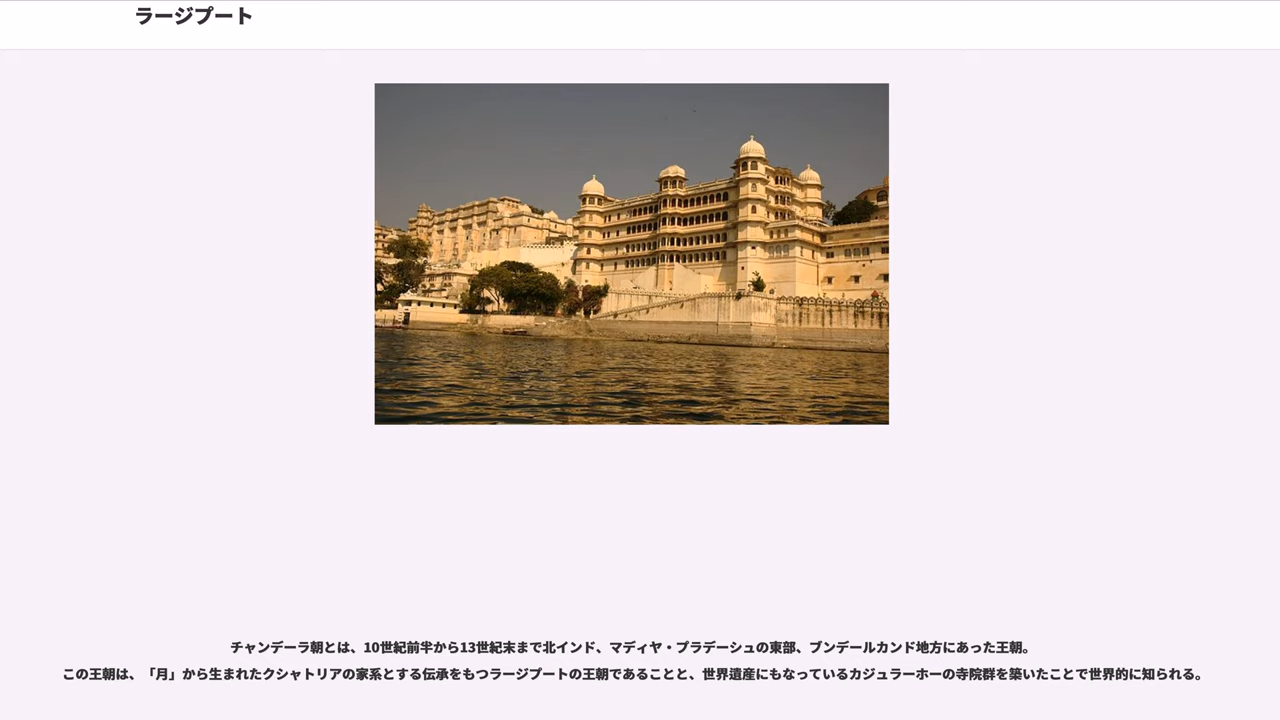 ラージプート
チャンデーラ朝とは、10世紀前半から13世紀末まで北インド、マディヤ・プラデーシュの東部、ブンデールカンド地方にあった王朝。
この王朝は、「月」から生まれたクシャトリアの家系とする伝承をもつラージプートの王朝であることと、世界遺産にもなっているカジュラーホーの寺院群を築いたことで世界的に知られる。